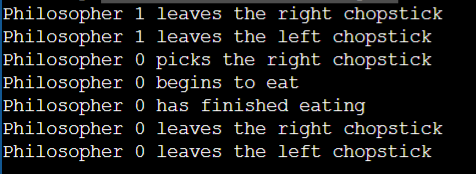 Philosopher 1 leaves the right chopstick
Philosopher 1 leaves the left chopstick
Philosopher 0 picks the right chopstick
Philosopher 0 begins to eat
Philosopher 0 has finished eating
Philosopher 0 leaves the right chopstick
Philosopher 0 leaves the left chopstick